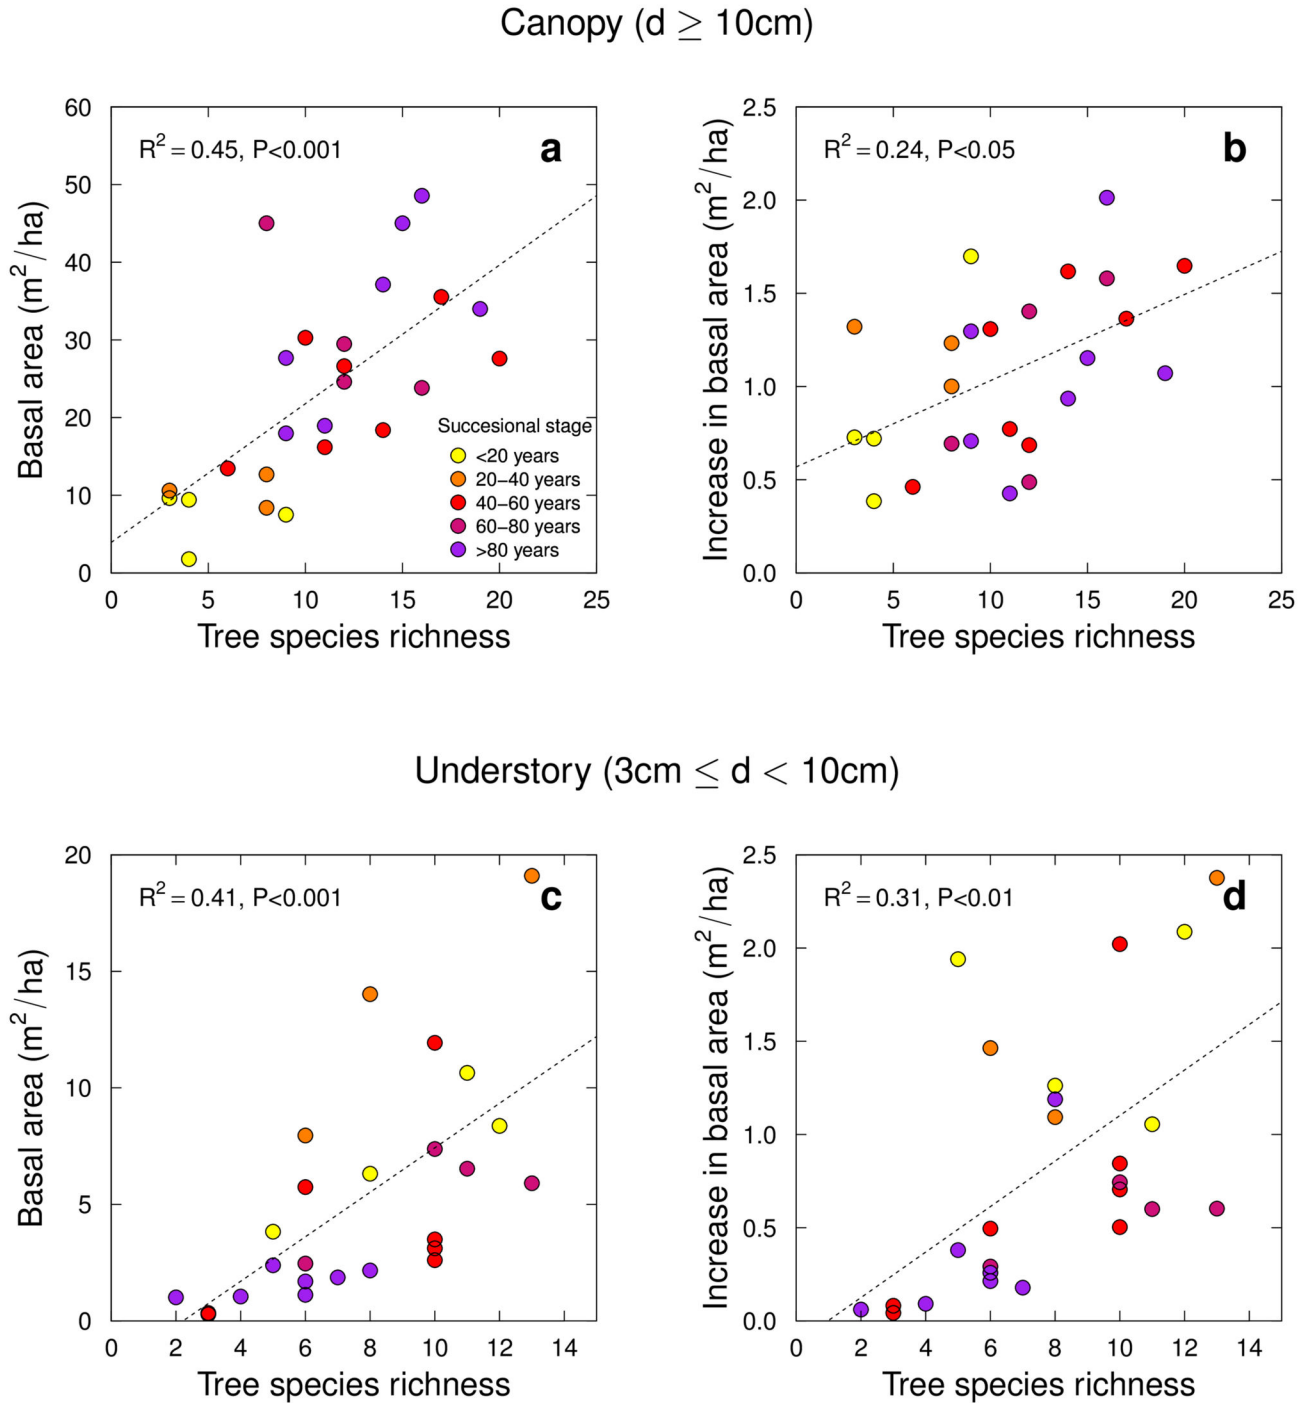 Canopy (d ≥ 10cm)
R² = 0.45, P<0.001
a
60
50
40
30
20
10
0
Basal area (m²/ha)
Succesional stage
<20 years
20−40 years
40−60 years
60−80 years
>80 years
0 5 10 15 20 25
Tree species richness
R² = 0.24, P<0.05
b
2.5
2.0
1.5
1.0
0.5
0.0
Increase in basal area (m²/ha)
0 5 10 15 20 25
Tree species richness
Understory (3cm ≤ d < 10cm)
R² = 0.41, P<0.001
c
20
15
10
5
0
Basal area (m²/ha)
0 2 4 6 8 10 12 14
Tree species richness
R² = 0.31, P<0.01
d
2.5
2.0
1.5
1.0
0.5
0.0
Increase in basal area (m²/ha)
0 2 4 6 8 10 12 14
Tree species richness